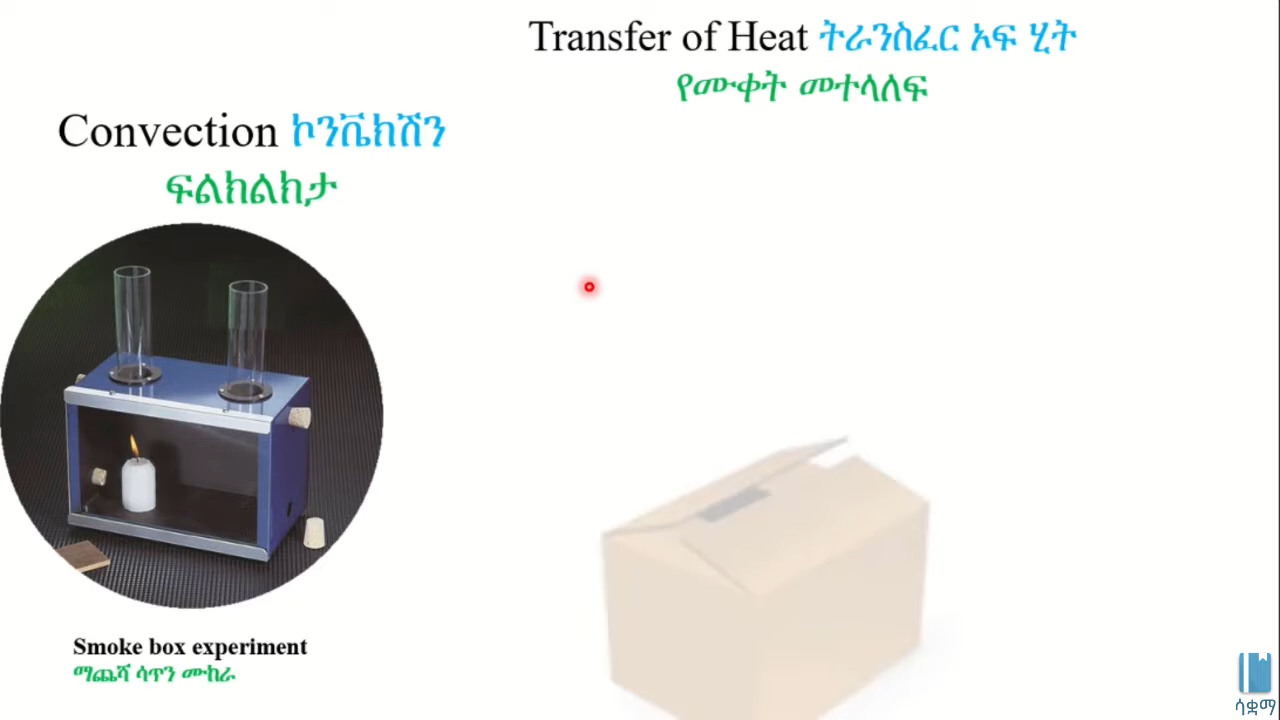 Transfer of Heat ትራንስፈር ኦፍ ሂት
የሙቀት መተላለፍ
Convection ኮንቬክሽን
ፍልክልክታ
Smoke box experiment
ማጨሻ ሳጥን ሙከራ
ሳቋማ